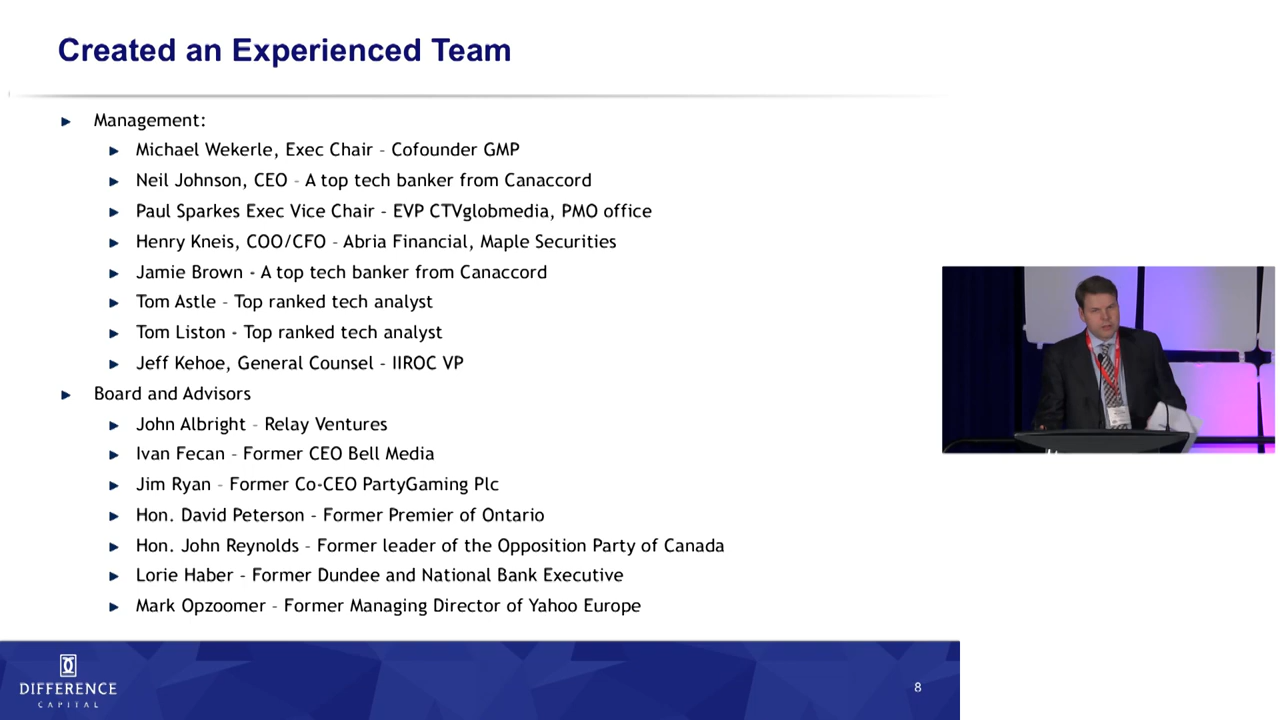 Created an Experienced Team
Management:
Michael Wekerle, Exec Chair – Cofounder GMP
Neil Johnson, CEO – A top tech banker from Canaccord
Paul Sparkes Exec Vice Chair - EVP CTVglobmedia, PMO office
Henry Kneis, COO/CFO – Abria Financial, Maple Securities
Jamie Brown - A top tech banker from Canaccord
Tom Astle – Top ranked tech analyst
Tom Liston - Top ranked tech analyst
Jeff Kehoe, General Counsel - IIROC VP
Board and Advisors
John Albright – Relay Ventures
Ivan Fecan – Former CEO Bell Media
Jim Ryan – Former Co-CEO PartyGaming Plc
Hon. David Peterson – Former Premier of Ontario
Hon. John Reynolds – Former leader of the Opposition Party of Canada
Lorie Haber – Former Dundee and National Bank Executive
Mark Opzoomer – Former Managing Director of Yahoo Europe
DIFFERENCE
CAPITAL
8